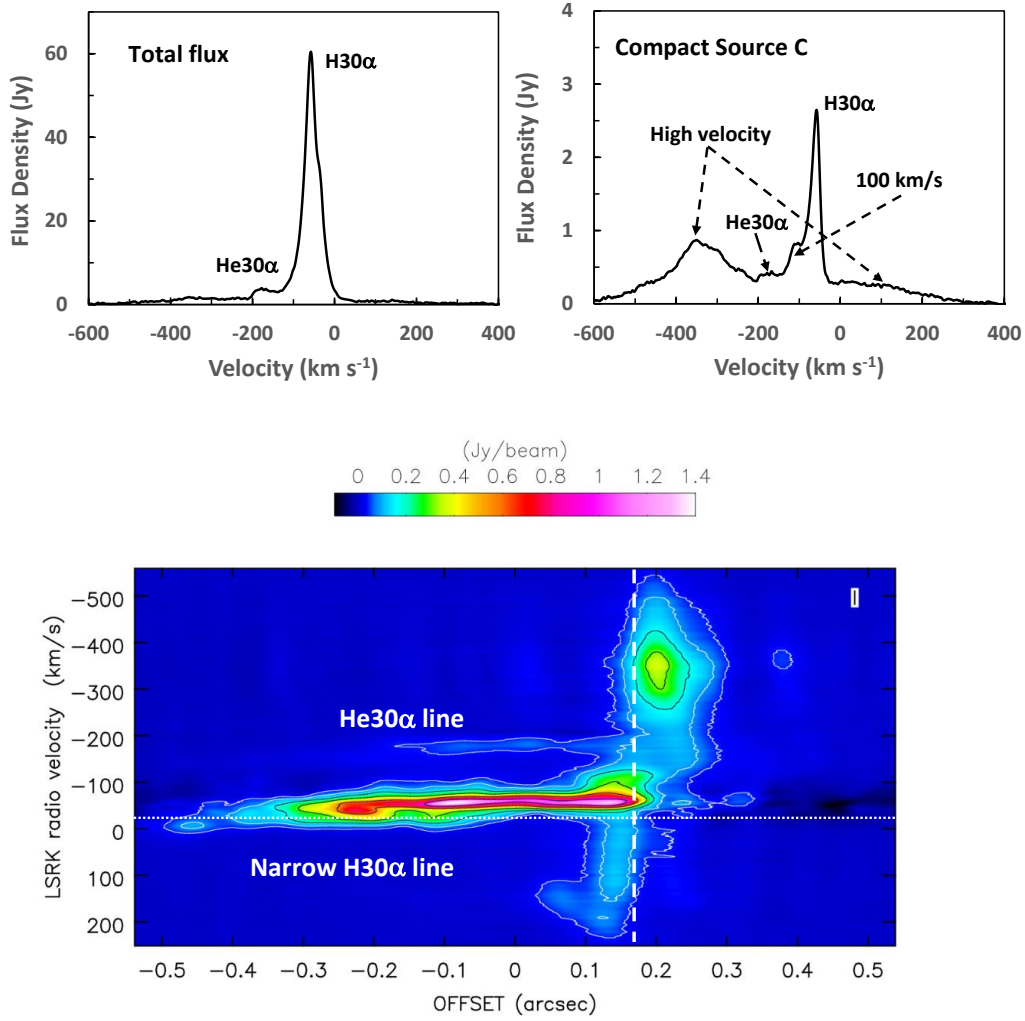 Total flux
H30α
He30α
60
40
20
0
-600 -400 -200 0 200 400
Flux Density (Jy)
Velocity (km s⁻¹)
Compact Source C
H30α
High velocity
100 km/s
He30α
4
3
2
1
0
-600 -400 -200 0 200 400
Flux Density (Jy)
Velocity (km s⁻¹)
(Jy/beam)
0 0.2 0.4 0.6 0.8 1 1.2 1.4
He30α line
Narrow H30α line
−500
−400
−300
−200
−100
0
100
200
LSRK radio velocity (km/s)
−0.5 −0.4 −0.3 −0.2 −0.1 0 0.1 0.2 0.3 0.4 0.5
OFFSET (arcsec)